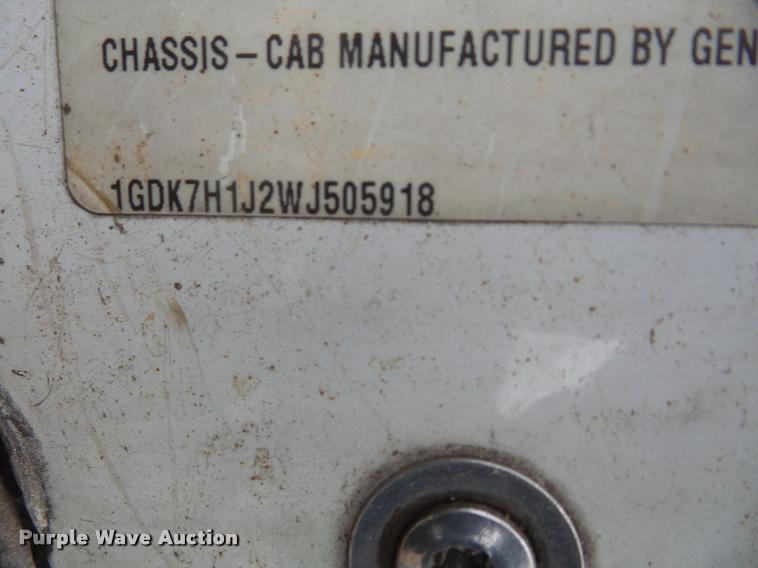 CHASSIS-CAB MANUFACTURED BY GEN
1GDK7H1J2WJ505918
Purple Wave Auction